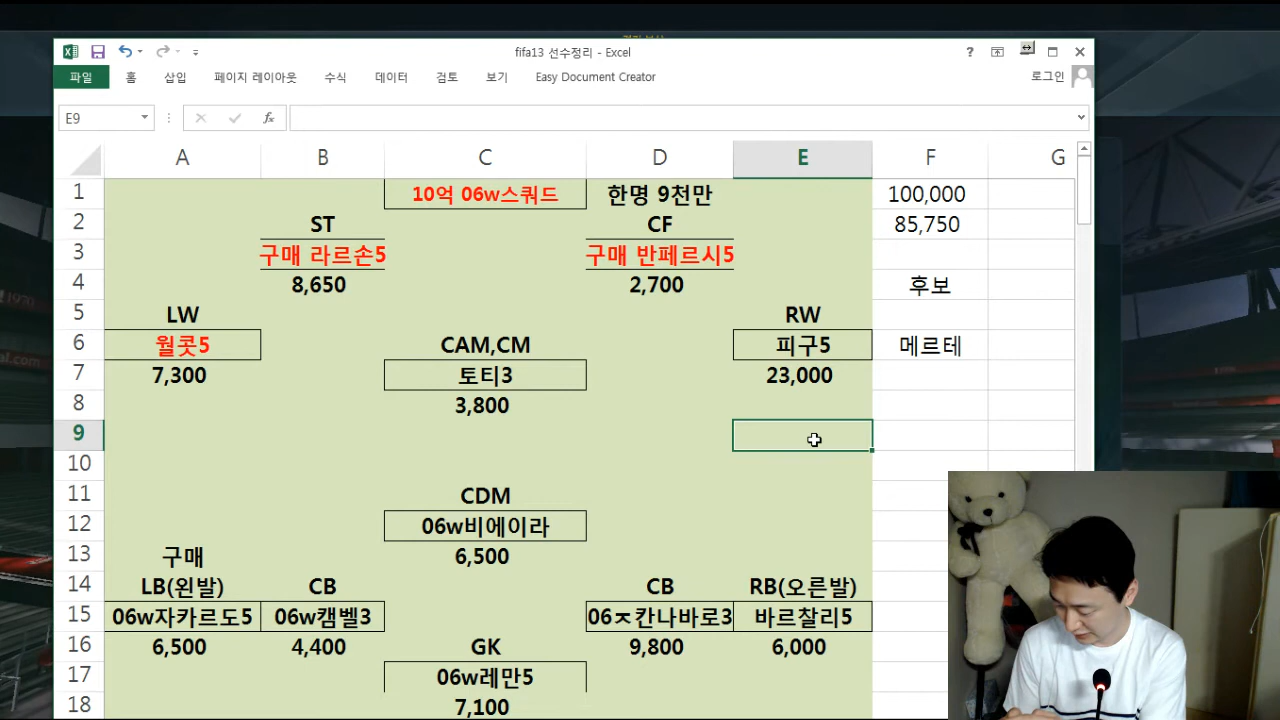 fifa13 선수정리 - Excel
파일 홈 삽입 페이지 레이아웃 수식 데이터 검토 보기 Easy Document Creator 로그인
E9 fx
A B C D E F G
1 10억 06w스쿼드 한명 9천만 100,000
2 ST CF 85,750
3 구매 라르손5 구매 반페르시5
4 8,650 2,700 후보
5 LW RW
6 월콧5 CAM,CM 피구5 메르테
7 7,300 토티3 23,000
8 3,800
9
10
11 CDM
12 06w비에이라
13 구매 6,500
14 LB(왼발) CB CB RB(오른발)
15 06w자카르도5 06w캠벨3 06ㅈ칸나바로3 바르찰리5
16 6,500 4,400 GK 9,800 6,000
17 06w레만5
18 7,100